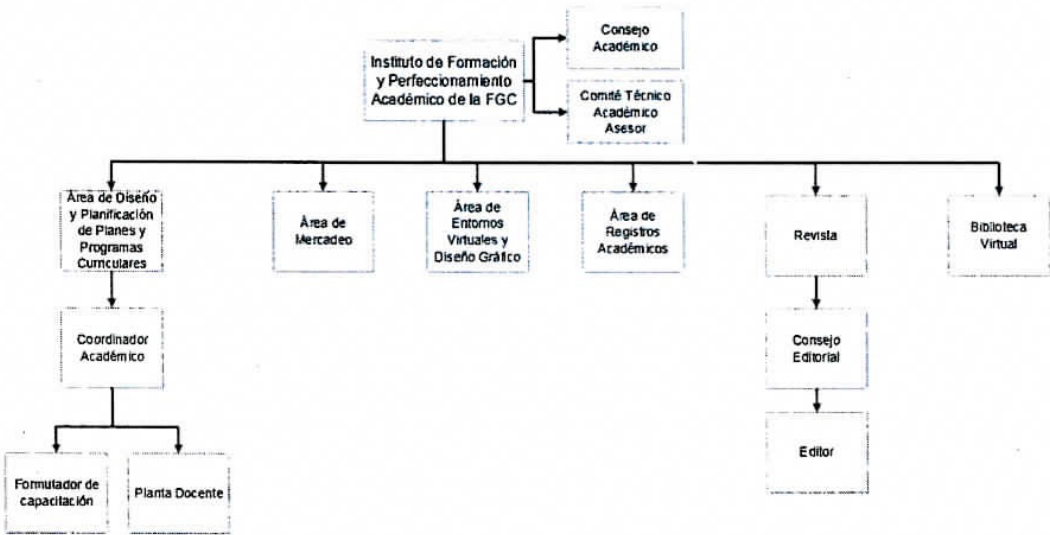 Instituto de Formación
y Perfeccionamiento
Académico de la FGC
Consejo
Académico
Comité Técnico
Académico
Asesor
Área de Diseño
y Planificación
de Planes y
Programas
Curriculares
Área de
Mercadeo
Área de
Entornos
Virtuales y
Diseño Gráfico
Área de
Registros
Académicos
Revista
Biblioteca
Virtual
Coordinador
Académico
Consejo
Editorial
Formutador de
capacitación
Planta Docente
Editor